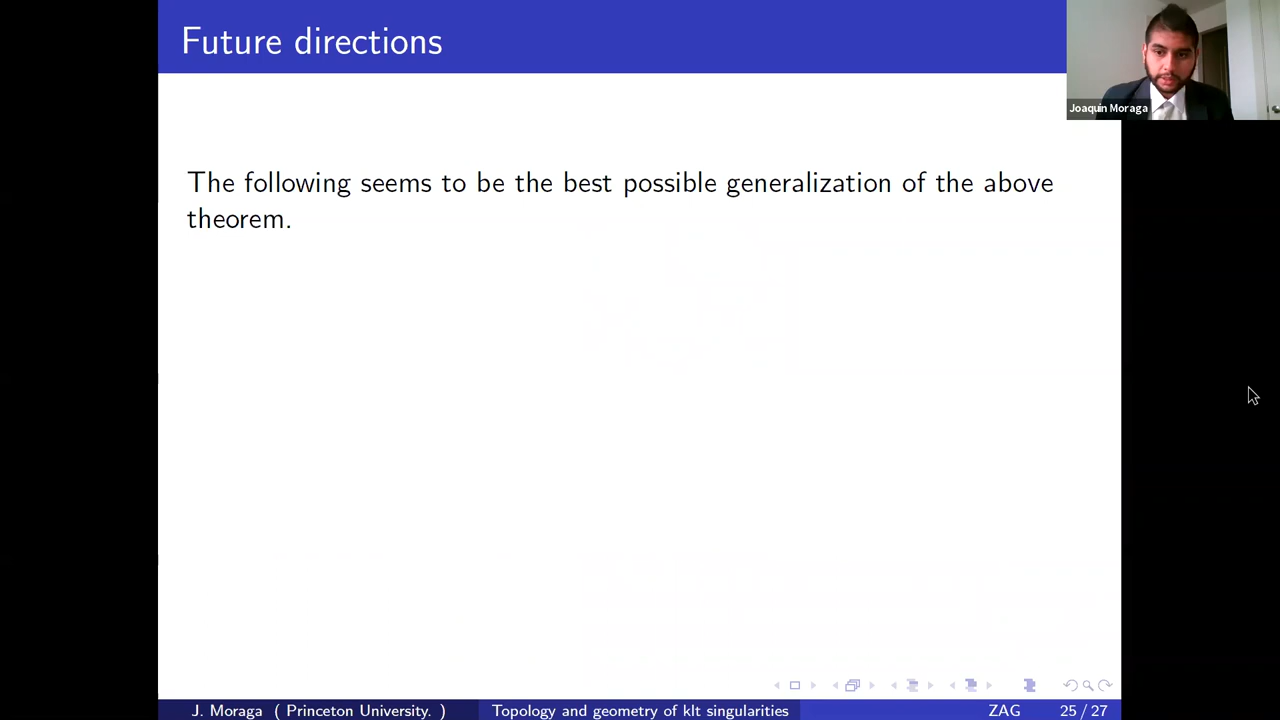 Future directions
Joaquín Moraga
The following seems to be the best possible generalization of the above
theorem.
J. Moraga ( Princeton University. )
Topology and geometry of klt singularities
ZAG
25 / 27